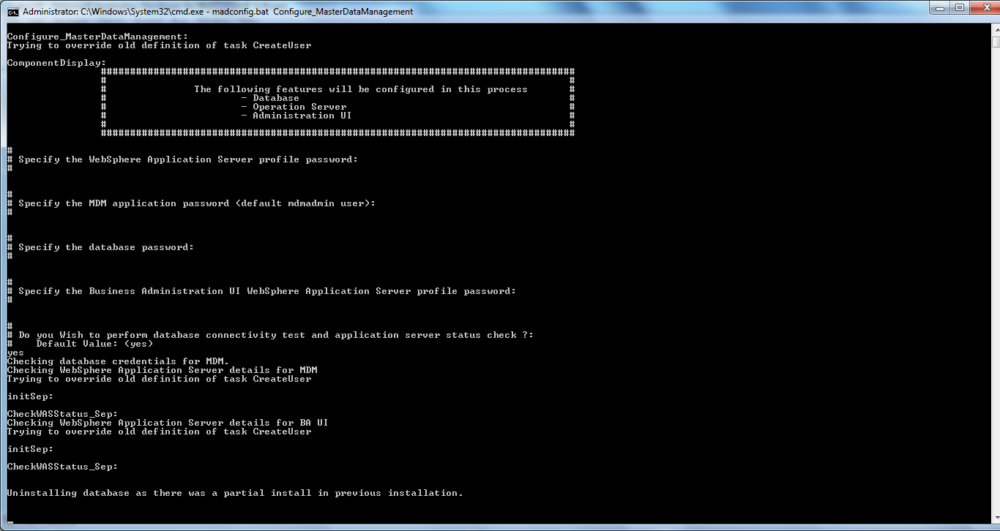 Administrator: C:\Windows\System32\cmd.exe - madconfig.bat  Configure_MasterDataManagement
Configure_MasterDataManagement:
Trying to override old definition of task CreateUser
ComponentDisplay:
################################################################################
#                                                                               #
#               The following features will be configured in this process       #
#                       - Database                                              #
#                       - Operation Server                                      #
#                       - Administration UI                                     #
#                                                                               #
################################################################################
#
# Specify the WebSphere Application Server profile password:
#
#
# Specify the MDM application password (default mdmadmin user):
#
#
# Specify the database password:
#
#
# Specify the Business Administration UI WebSphere Application Server profile password:
#
#
# Do you Wish to perform database connectivity test and application server status check ?:
#    Default Value: (yes)
yes
Checking database credentials for MDM.
Checking WebSphere Application Server details for MDM
Trying to override old definition of task CreateUser
initSep:
CheckWASStatus_Sep:
Checking WebSphere Application Server details for BA UI
Trying to override old definition of task CreateUser
initSep:
CheckWASStatus_Sep:
Uninstalling database as there was a partial install in previous installation.